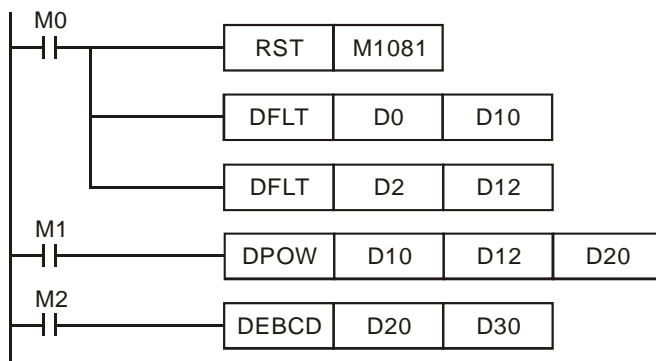 M0
RST M1081
DFLT D0 D10
DFLT D2 D12
M1
DPOW D10 D12 D20
M2
DEBCD D20 D30